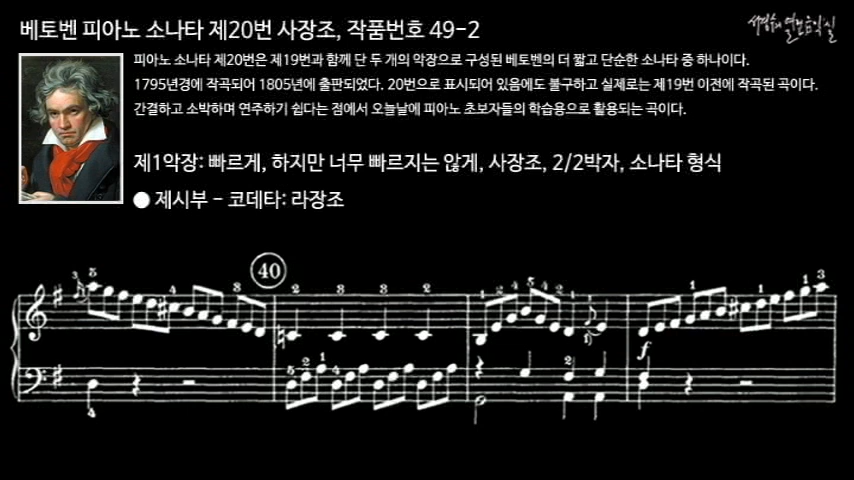 베토벤 피아노 소나타 제20번 사장조, 작품번호 49-2
피아노 소나타 제20번은 제19번과 함께 단 두 개의 악장으로 구성된 베토벤의 더 짧고 단순한 소나타 중 하나이다.
1795년경에 작곡되어 1805년에 출판되었다. 20번으로 표시되어 있음에도 불구하고 실제로는 제19번 이전에 작곡된 곡이다.
간결하고 소박하며 연주하기 쉽다는 점에서 오늘날에 피아노 초보자들의 학습용으로 활용되는 곡이다.
제1악장: 빠르게, 하지만 너무 빠르지는 않게, 사장조, 2/2박자, 소나타 형식
● 제시부 - 코데타: 라장조
40